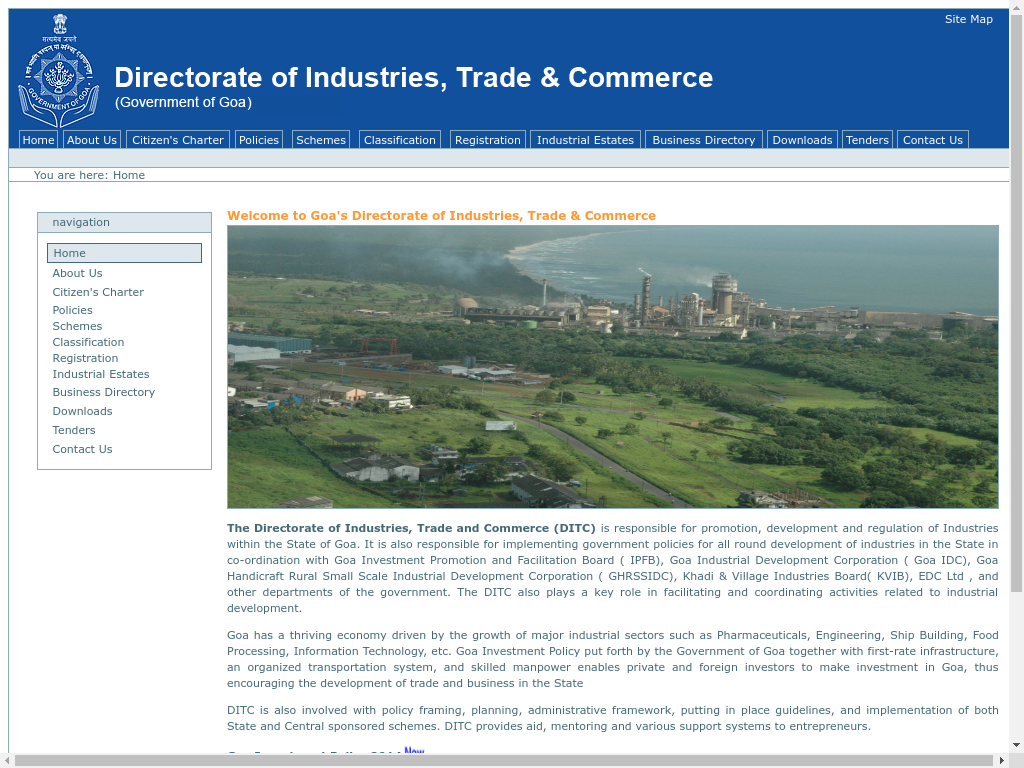 Site Map
सत्यमेव जयते
GOVERNMENT OF GOA
Directorate of Industries, Trade & Commerce
(Government of Goa)
Home About Us Citizen's Charter Policies Schemes Classification Registration Industrial Estates Business Directory Downloads Tenders Contact Us
You are here: Home
navigation
Home
About Us
Citizen's Charter
Policies
Schemes
Classification
Registration
Industrial Estates
Business Directory
Downloads
Tenders
Contact Us
Welcome to Goa's Directorate of Industries, Trade & Commerce
The Directorate of Industries, Trade and Commerce (DITC) is responsible for promotion, development and regulation of Industries
within the State of Goa. It is also responsible for implementing government policies for all round development of industries in the State in
co-ordination with Goa Investment Promotion and Facilitation Board ( IPFB), Goa Industrial Development Corporation ( Goa IDC), Goa
Handicraft Rural Small Scale Industrial Development Corporation ( GHRSSIDC), Khadi & Village Industries Board( KVIB), EDC Ltd , and
other departments of the government. The DITC also plays a key role in facilitating and coordinating activities related to industrial
development.
Goa has a thriving economy driven by the growth of major industrial sectors such as Pharmaceuticals, Engineering, Ship Building, Food
Processing, Information Technology, etc. Goa Investment Policy put forth by the Government of Goa together with first-rate infrastructure,
an organized transportation system, and skilled manpower enables private and foreign investors to make investment in Goa, thus
encouraging the development of trade and business in the State
DITC is also involved with policy framing, planning, administrative framework, putting in place guidelines, and implementation of both
State and Central sponsored schemes. DITC provides aid, mentoring and various support systems to entrepreneurs.
New